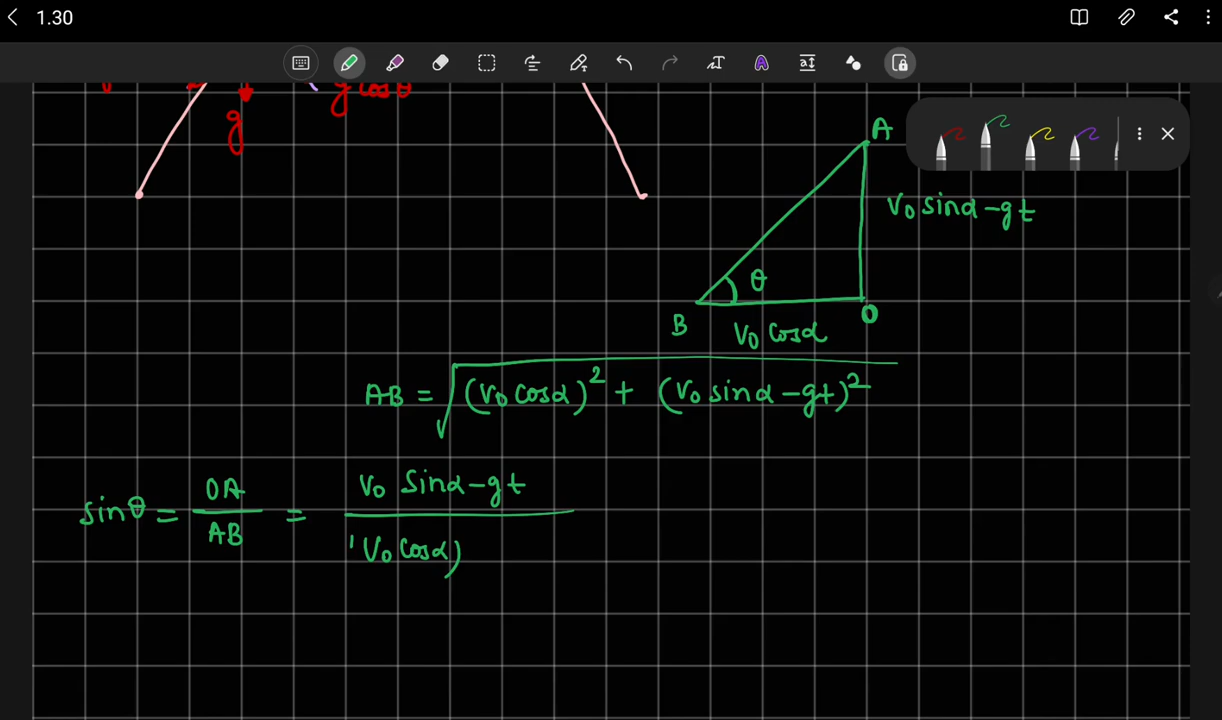 1.30
g cosθ
g
A
V₀ sinα-gt
θ
B
O
V₀ cosα
AB = √(V₀ cosα)² + (V₀ sinα-gt)²
sinθ = OA/AB = V₀ sinα-gt/(V₀ cosα)